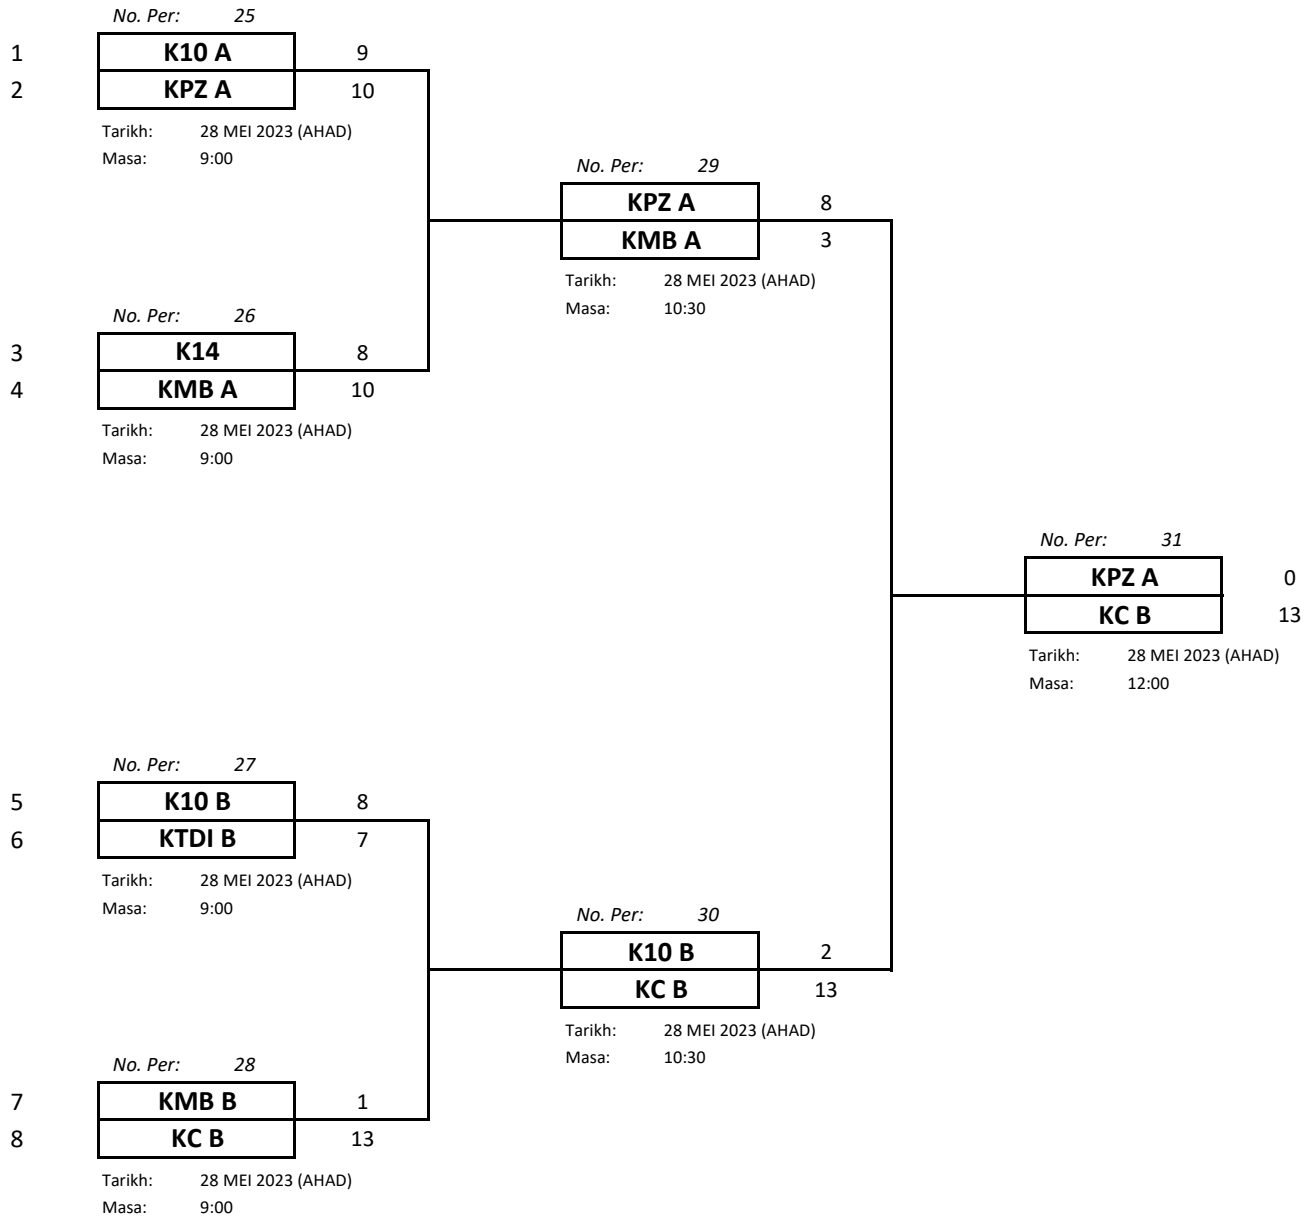 No. Per: 25
1 K10 A 9
2 KPZ A 10
Tarikh: 28 MEI 2023 (AHAD)
Masa: 9:00
No. Per: 29
KPZ A 8
KMB A 3
Tarikh: 28 MEI 2023 (AHAD)
Masa: 10:30
No. Per: 26
3 K14 8
4 KMB A 10
Tarikh: 28 MEI 2023 (AHAD)
Masa: 9:00
No. Per: 31
KPZ A 0
KC B 13
Tarikh: 28 MEI 2023 (AHAD)
Masa: 12:00
No. Per: 27
5 K10 B 8
6 KTDI B 7
Tarikh: 28 MEI 2023 (AHAD)
Masa: 9:00
No. Per: 30
K10 B 2
KC B 13
Tarikh: 28 MEI 2023 (AHAD)
Masa: 10:30
No. Per: 28
7 KMB B 1
8 KC B 13
Tarikh: 28 MEI 2023 (AHAD)
Masa: 9:00